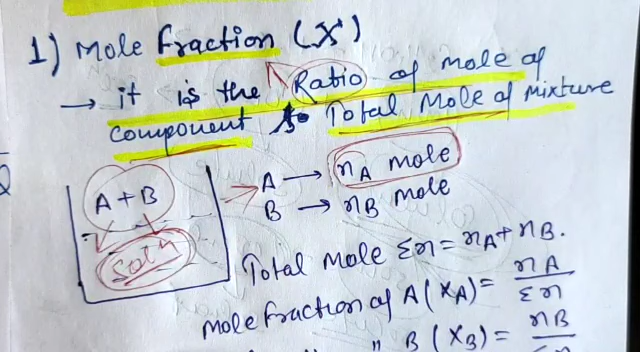 1) Mole fraction (X)
→ it is the Ratio of mole of
component to Total Mole of mixture
A + B
A → nA mole
B → nB mole
Soln
Total Mole Σn = nA + nB.
Mole fraction of A (XA) = nA / Σn
" B (XB) = nB